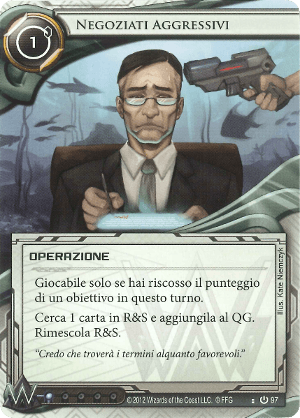 1
Negoziati Aggressivi
OPERAZIONE
Giocabile solo se hai riscosso il punteggio
di un obiettivo in questo turno.
Cerca 1 carta in R&S e aggiungila al QG.
Rimescola R&S.
“Credo che troverà i termini alquanto favorevoli.”
Illus. Kate Niemczyk
© 2012 Wizards of the Coast LLC. © FFG
97